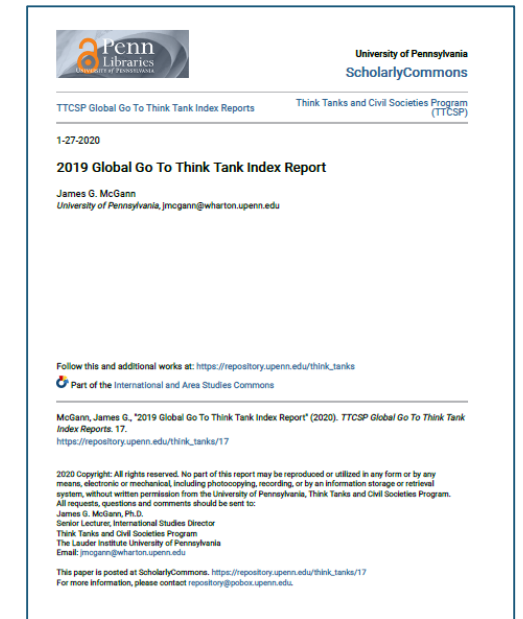 Penn
Libraries
UNIVERSITY OF PENNSYLVANIA
University of Pennsylvania
ScholarlyCommons
TTCSP Global Go To Think Tank Index Reports
Think Tanks and Civil Societies Program
(TTCSP)
1-27-2020
2019 Global Go To Think Tank Index Report
James G. McGann
University of Pennsylvania, jmcgann@wharton.upenn.edu
Follow this and additional works at: https://repository.upenn.edu/think_tanks
Part of the International and Area Studies Commons
McGann, James G., "2019 Global Go To Think Tank Index Report" (2020). TTCSP Global Go To Think Tank
Index Reports. 17.
https://repository.upenn.edu/think_tanks/17
2020 Copyright: All rights reserved. No part of this report may be reproduced or utilized in any form or by any
means, electronic or mechanical, including photocopying, recording, or by an information storage or retrieval
system, without written permission from the University of Pennsylvania, Think Tanks and Civil Societies Program.
All requests, questions and comments should be sent to:
James G. McGann, Ph.D.
Senior Lecturer, International Studies Director
Think Tanks and Civil Societies Program
The Lauder Institute University of Pennsylvania
Email: jmcgann@wharton.upenn.edu
This paper is posted at ScholarlyCommons. https://repository.upenn.edu/think_tanks/17
For more information, please contact repository@pobox.upenn.edu.